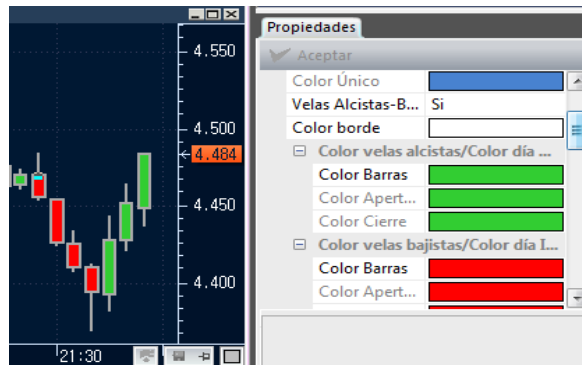 4.550
4.500
4.484
4.450
4.400
21:30
Propiedades
Aceptar
Color Único
Velas Alcistas-B... Si
Color borde
Color velas alcistas/Color día ...
Color Barras
Color Apert...
Color Cierre
Color velas bajistas/Color día I...
Color Barras
Color Apert...